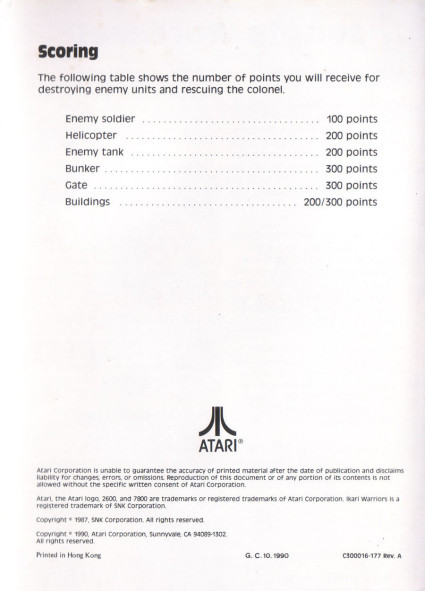 Scoring
The following table shows the number of points you will receive for
destroying enemy units and rescuing the colonel.
Enemy soldier .............................. 100 points
Helicopter ................................. 200 points
Enemy tank ................................. 200 points
Bunker ..................................... 300 points
Gate ....................................... 300 points
Buildings .............................. 200/300 points
ATARI®
Atari Corporation is unable to guarantee the accuracy of printed material after the date of publication and disclaims
liability for changes, errors, or omissions. Reproduction of this document or of any portion of its contents is not
allowed without the specific written consent of Atari Corporation.
Atari, the Atari logo, 2600, and 7800 are trademarks or registered trademarks of Atari Corporation. Ikari Warriors is a
registered trademark of SNK Corporation.
Copyright © 1987, SNK Corporation. All rights reserved.
Copyright © 1990, Atari Corporation, Sunnyvale, CA 94089-1302.
All rights reserved.
Printed in Hong Kong G. C. 10. 1990 C300016-177 Rev. A